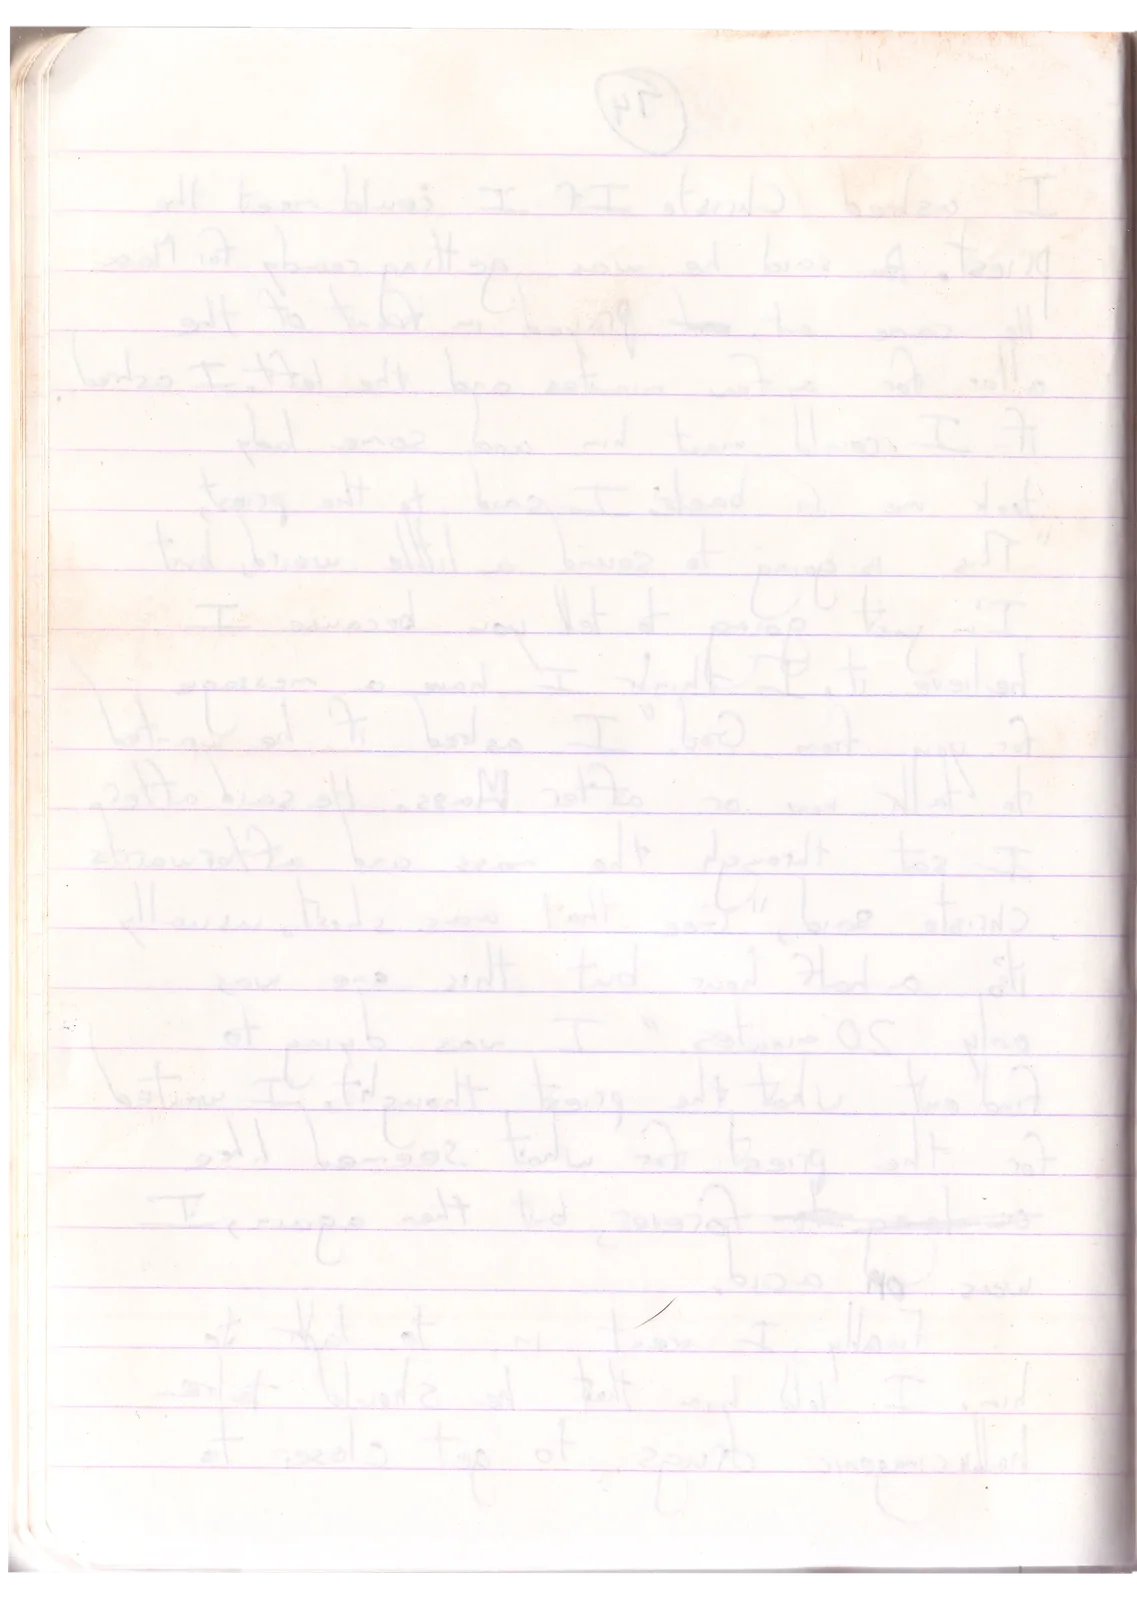 I asked Christe If I could meet the
priest, he said he was getting ready for Mass
He came out and prayed in front of the
altar for a few minutes and the left. I asked
if I could meet him and some body
took me in back. I said to the priest,
"This is going to sound a little weird, but
I'm just going to tell you because I
believe it, I think I have a message
for you from God." I asked if he wanted
to talk now or after Mass. He said after,
I sat through the mass and afterwards
Christe said, "Gee that was short, usually
it's a half hour but this one was
only 20 minutes." I was dying to
find out what the priest thought. I waited
for the priest for what seemed like
forever, but then again, I
was on acid.
Finally I went in to talk to
him. I told him that he should take
hallucinogenic drugs to get closer to